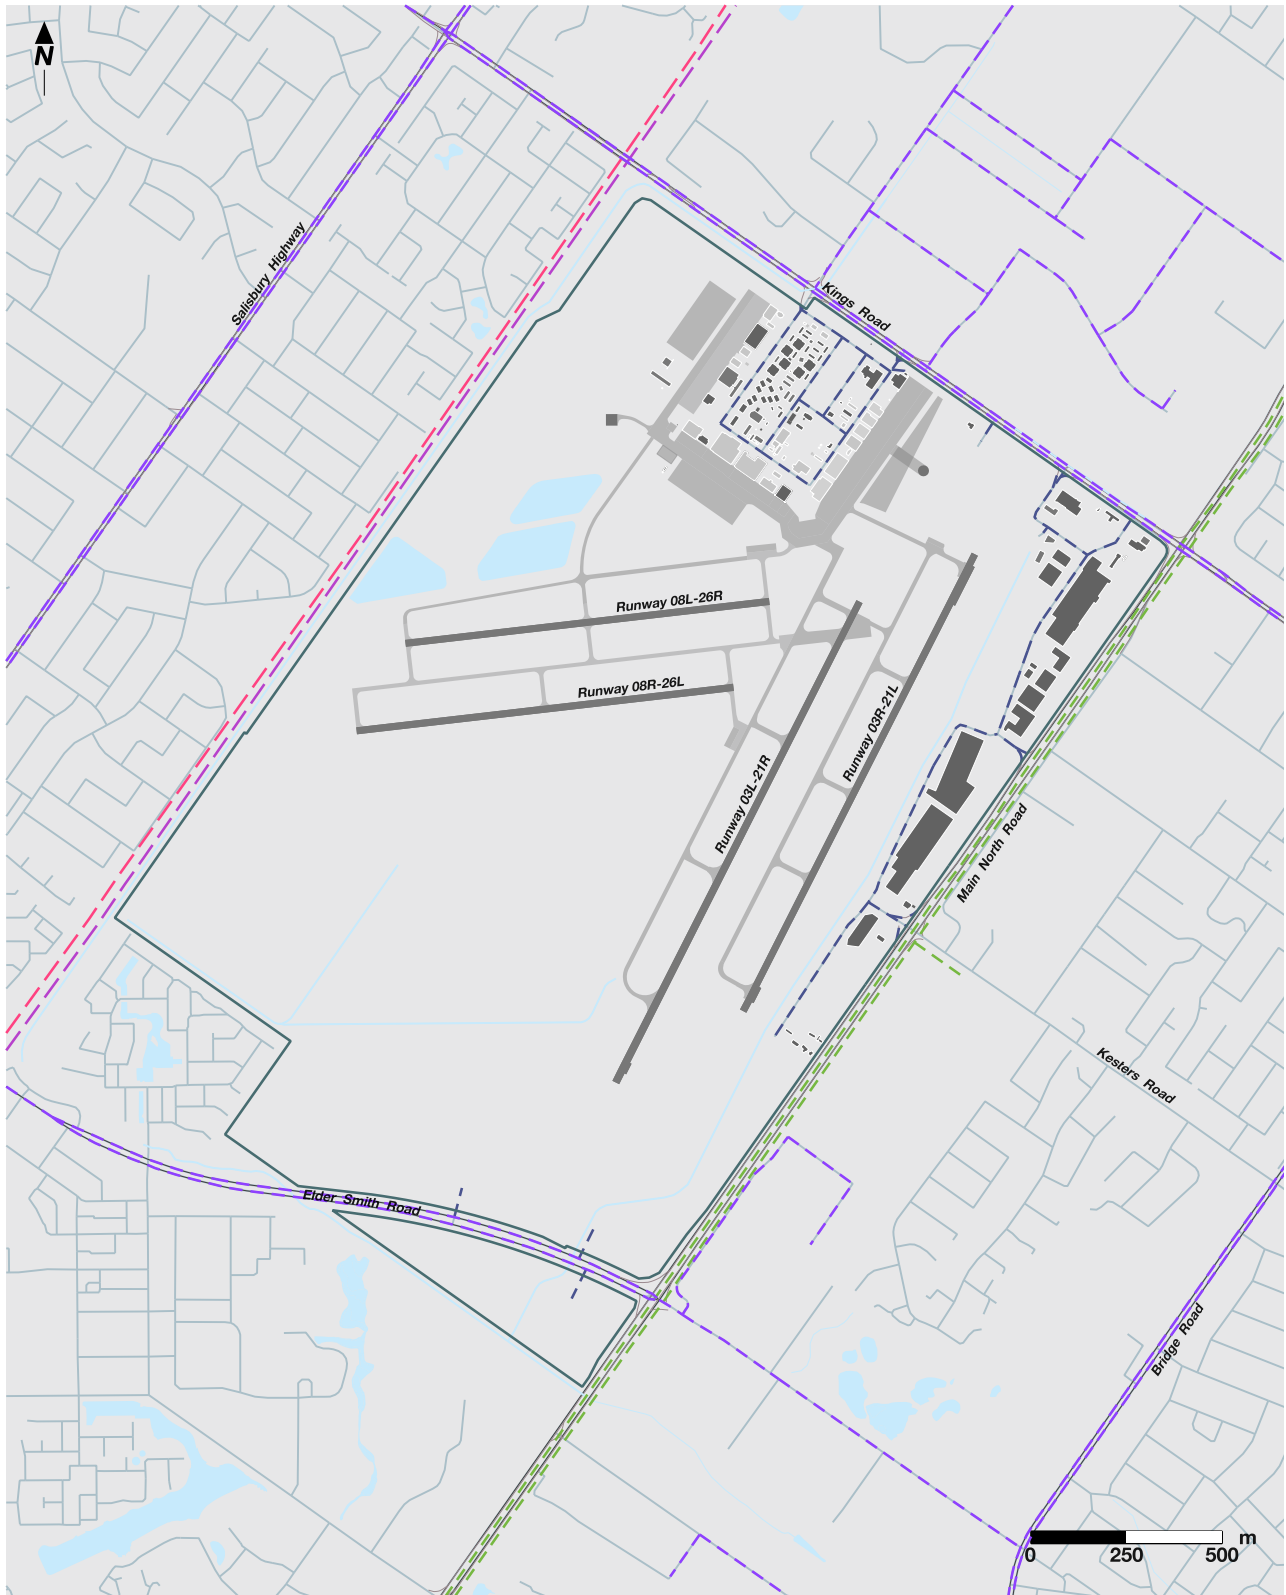 N
Salisbury Highway
Kings Road
Runway 08L-26R
Runway 08R-26L
Runway 03R-21L
Runway 03L-21R
Main North Road
Kesters Road
Elder Smith Road
Bridge Road
m
0 250 500